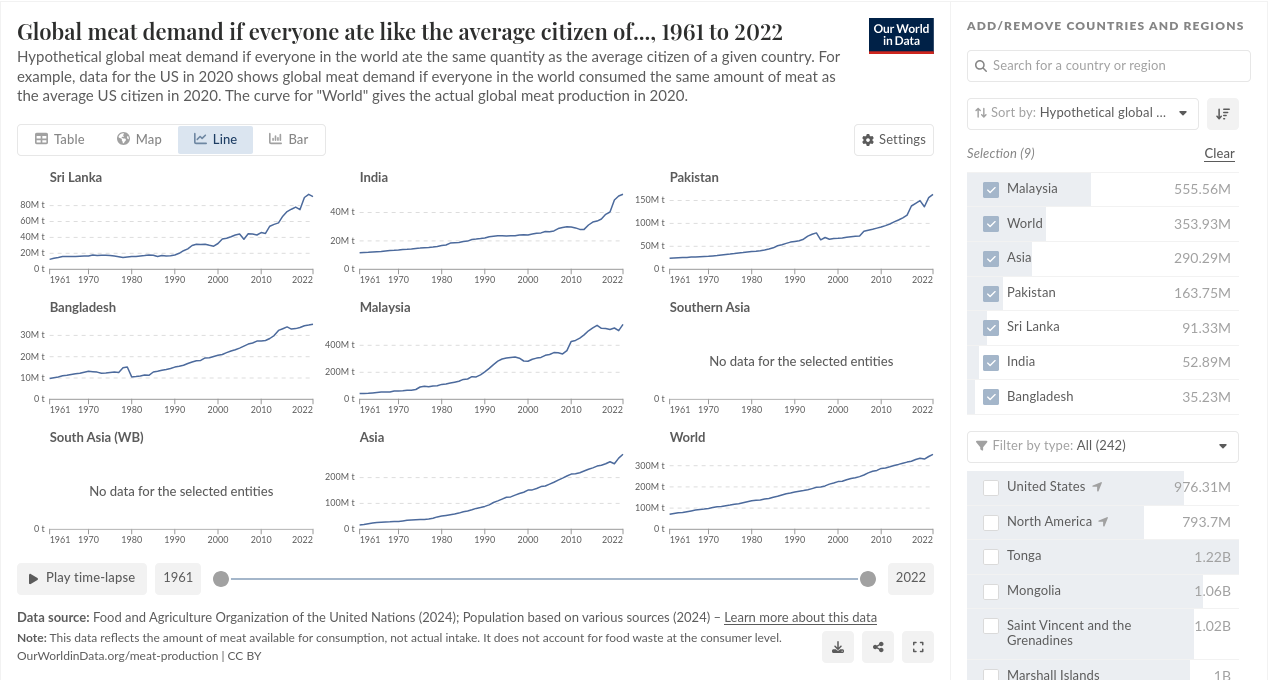 Global meat demand if everyone ate like the average citizen of..., 1961 to 2022
Our World
in Data
Hypothetical global meat demand if everyone in the world ate the same quantity as the average citizen of a given country. For
example, data for the US in 2020 shows global meat demand if everyone in the world consumed the same amount of meat as
the average US citizen in 2020. The curve for "World" gives the actual global meat production in 2020.
Table Map Line Bar
Settings
Sri Lanka
80M t
60M t
40M t
20M t
0 t
1961 1970 1980 1990 2000 2010 2022
India
40M t
20M t
0 t
1961 1970 1980 1990 2000 2010 2022
Pakistan
150M t
100M t
50M t
0 t
1961 1970 1980 1990 2000 2010 2022
Bangladesh
30M t
20M t
10M t
0 t
1961 1970 1980 1990 2000 2010 2022
Malaysia
400M t
200M t
0 t
1961 1970 1980 1990 2000 2010 2022
Southern Asia
No data for the selected entities
0 t
1961 1970 1980 1990 2000 2010 2022
South Asia (WB)
No data for the selected entities
0 t
1961 1970 1980 1990 2000 2010 2022
Asia
200M t
100M t
0 t
1961 1970 1980 1990 2000 2010 2022
World
300M t
200M t
100M t
0 t
1961 1970 1980 1990 2000 2010 2022
Play time-lapse 1961 2022
Data source: Food and Agriculture Organization of the United Nations (2024); Population based on various sources (2024) – Learn more about this data
Note: This data reflects the amount of meat available for consumption, not actual intake. It does not account for food waste at the consumer level.
OurWorldinData.org/meat-production | CC BY
ADD/REMOVE COUNTRIES AND REGIONS
Search for a country or region
Sort by: Hypothetical global ...
Selection (9) Clear
Malaysia 555.56M
World 353.93M
Asia 290.29M
Pakistan 163.75M
Sri Lanka 91.33M
India 52.89M
Bangladesh 35.23M
Filter by type: All (242)
United States 976.31M
North America 793.7M
Tonga 1.22B
Mongolia 1.06B
Saint Vincent and the 1.02B
Grenadines
Marshall Islands 1B